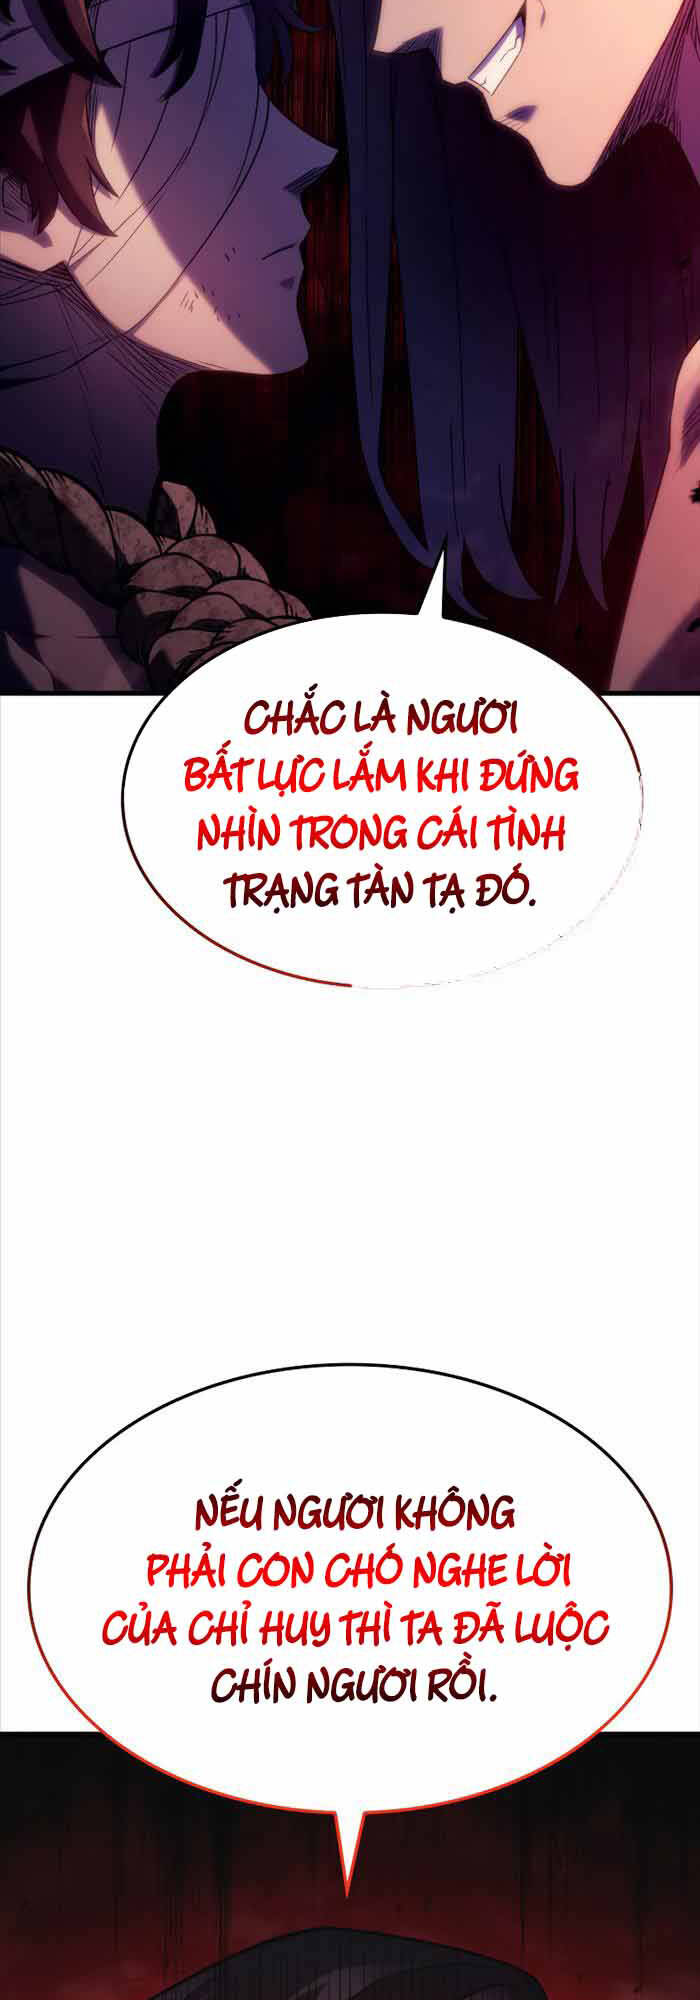 CHẮC LÀ NGƯƠI
BẤT LỰC LẮM KHI ĐỨNG
NHÌN TRONG CÁI TÌNH
TRẠNG TÀN TẠ ĐÓ.
NẾU NGƯƠI KHÔNG
PHẢI CON CHÓ NGHE LỜI
CỦA CHỈ HUY THÌ TA ĐÃ LUỘC
CHÍN NGƯƠI RỒI.